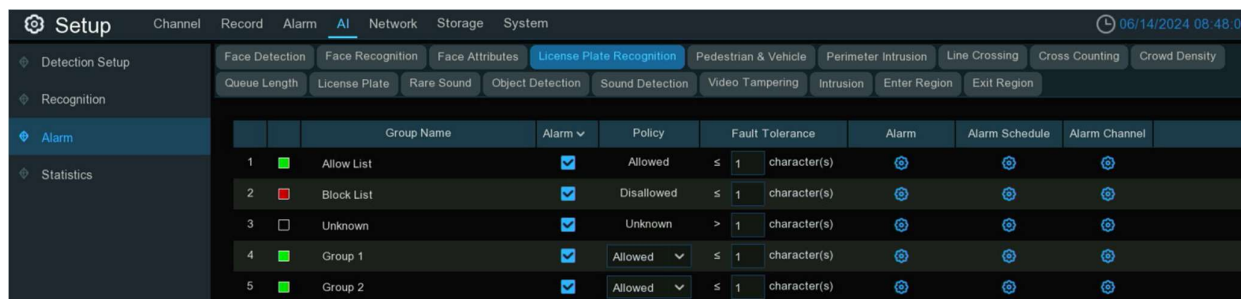 Setup Channel Record Alarm AI Network Storage System 06/14/2024 08:48:0
Detection Setup
Recognition
Alarm
Statistics
Face Detection Face Recognition Face Attributes License Plate Recognition Pedestrian & Vehicle Perimeter Intrusion Line Crossing Cross Counting Crowd Density
Queue Length License Plate Rare Sound Object Detection Sound Detection Video Tampering Intrusion Enter Region Exit Region
Group Name Alarm Policy Fault Tolerance Alarm Alarm Schedule Alarm Channel
1 Allow List Allowed ≤ 1 character(s)
2 Block List Disallowed ≤ 1 character(s)
3 Unknown Unknown > 1 character(s)
4 Group 1 Allowed ≤ 1 character(s)
5 Group 2 Allowed ≤ 1 character(s)